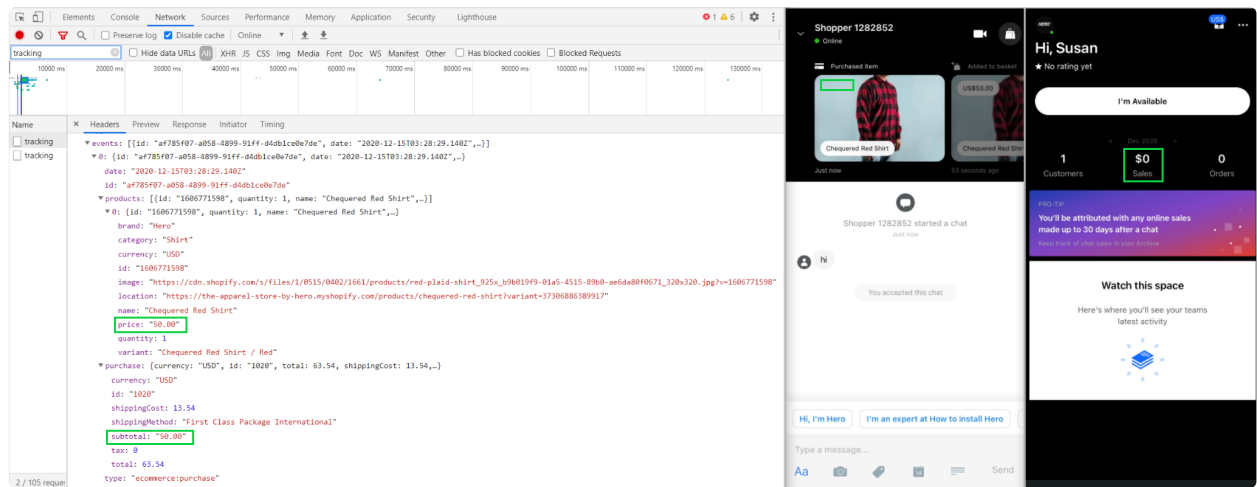 Elements Console Network Sources Performance Memory Application Security Lighthouse 1 6
Preserve log Disable cache Online
tracking Hide data URLs All XHR JS CSS Img Media Font Doc WS Manifest Other Has blocked cookies Blocked Requests
10000 ms 20000 ms 30000 ms 40000 ms 50000 ms 60000 ms 70000 ms 80000 ms 90000 ms 100000 ms 110000 ms 120000 ms 130000 ms
Name × Headers Preview Response Initiator Timing
tracking
tracking
events: [{id: "af785f07-a058-4899-91ff-d4db1ce0e7de", date: "2020-12-15T03:28:29.140Z",…}]
0: {id: "af785f07-a058-4899-91ff-d4db1ce0e7de", date: "2020-12-15T03:28:29.140Z",…}
date: "2020-12-15T03:28:29.140Z"
id: "af785f07-a058-4899-91ff-d4db1ce0e7de"
products: [{id: "1606771598", quantity: 1, name: "Chequered Red Shirt",…}]
0: {id: "1606771598", quantity: 1, name: "Chequered Red Shirt",…}
brand: "Hero"
category: "Shirt"
currency: "USD"
id: "1606771598"
image: "https://cdn.shopify.com/s/files/1/0515/0402/1661/products/red-plaid-shirt_925x_b9b019f9-01a5-4515-89b0-ae6da80f0671_320x320.jpg?v=1606771598"
location: "https://the-apparel-store-by-hero.myshopify.com/products/chequered-red-shirt?variant=37306886389917"
name: "Chequered Red Shirt"
price: "50.00"
quantity: 1
variant: "Chequered Red Shirt / Red"
purchase: {currency: "USD", id: "1020", total: 63.54, shippingCost: 13.54,…}
currency: "USD"
id: "1020"
shippingCost: 13.54
shippingMethod: "First Class Package International"
subtotal: "50.00"
tax: 0
total: 63.54
type: "ecommerce:purchase"
2 / 105 reques
Shopper 1282852
Online
Purchased item Added to basket
US$50.00
Chequered Red Shirt Chequered Red Shir
Just now 53 seconds ago
Shopper 1282852 started a chat
Just now
hi
You accepted this chat
Hi, I'm Hero I'm an expert at How to install Hero
Type a message...
Aa Send
HERO US$
Hi, Susan
★ No rating yet
I'm Available
Dec 2020
1 $0 0
Customers Sales Orders
PRO-TIP
You'll be attributed with any online sales
made up to 30 days after a chat
Keep track of chat sales in your Archive
Watch this space
Here's where you'll see your teams
latest activity